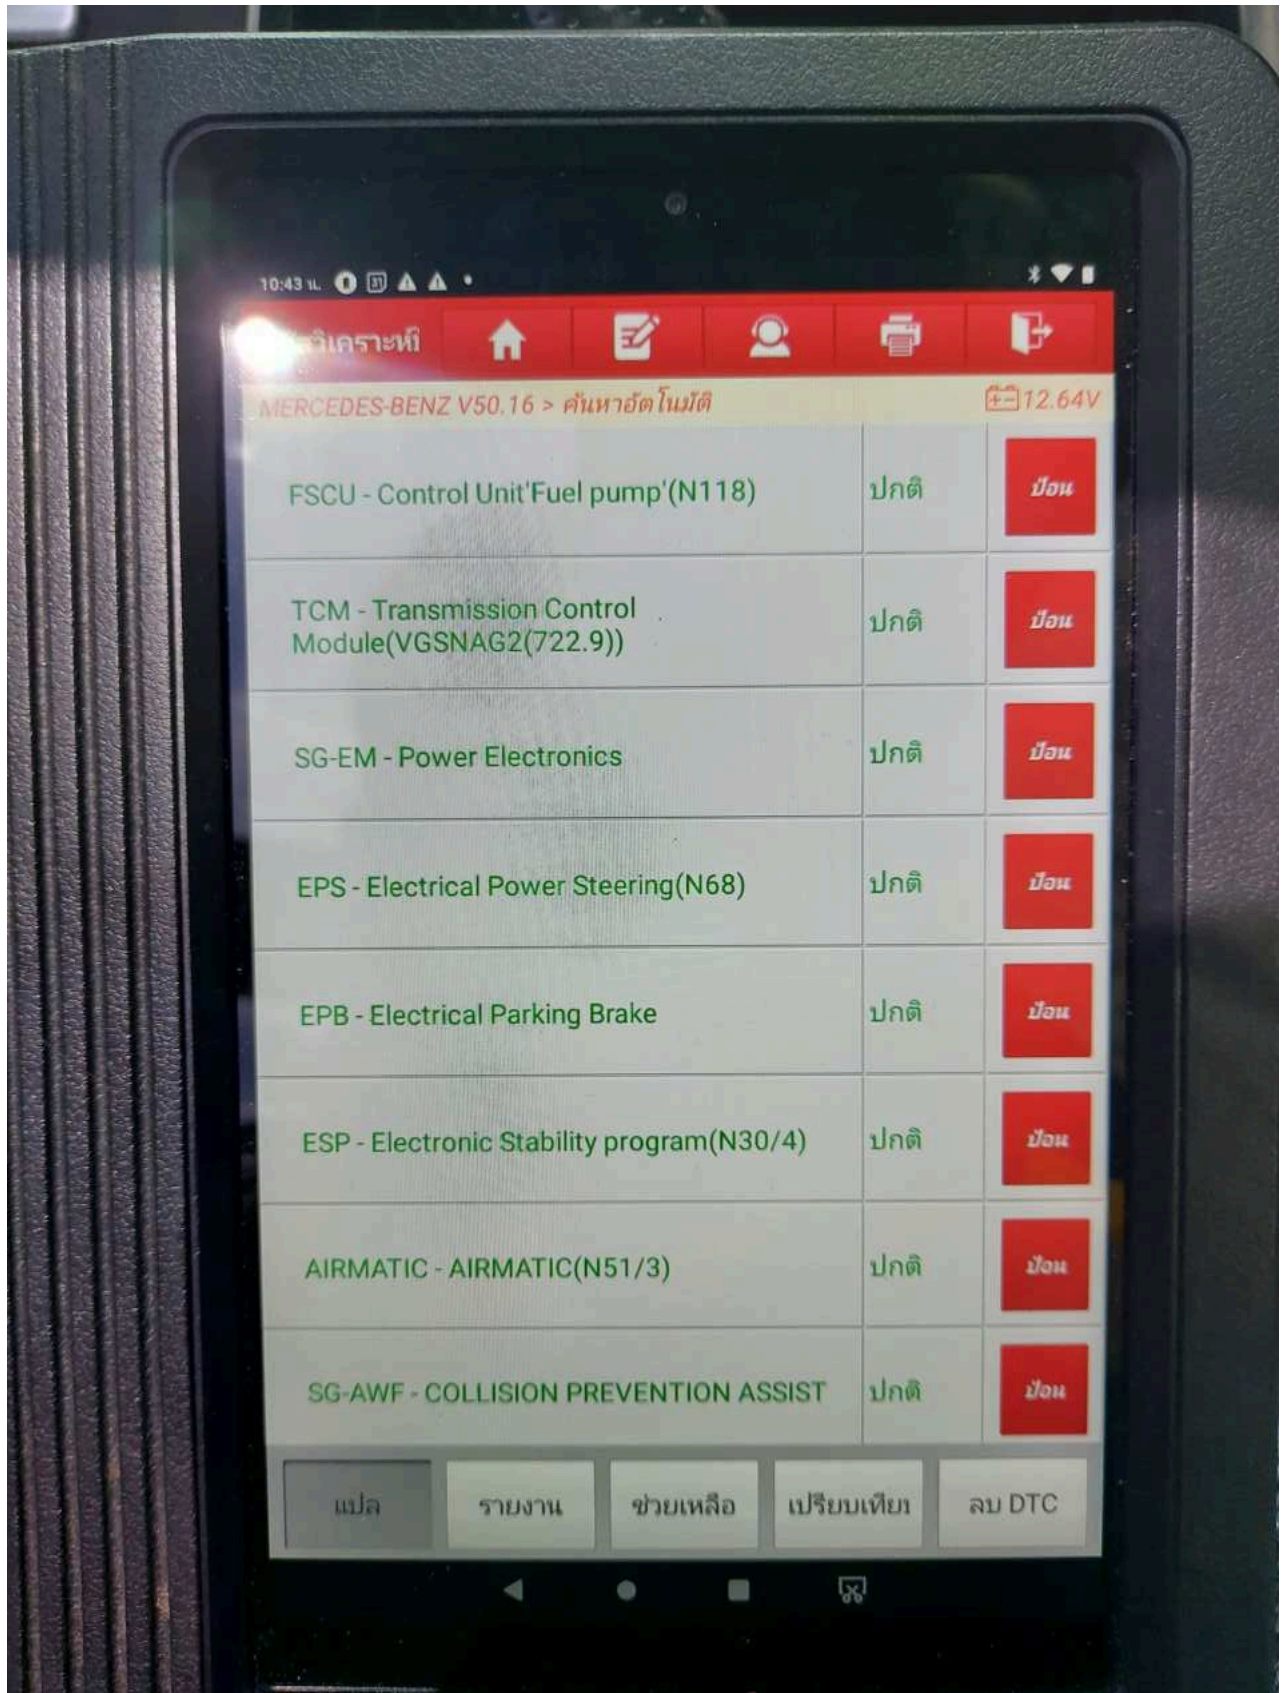 10:43 น.
31
วิเคราะห์
MERCEDES-BENZ V50.16 > ค้นหาอัตโนมัติ
12.64V
FSCU - Control Unit'Fuel pump'(N118)
ปกติ
ป้อน
TCM - Transmission Control
Module(VGSNAG2(722.9))
ปกติ
ป้อน
SG-EM - Power Electronics
ปกติ
ป้อน
EPS - Electrical Power Steering(N68)
ปกติ
ป้อน
EPB - Electrical Parking Brake
ปกติ
ป้อน
ESP - Electronic Stability program(N30/4)
ปกติ
ป้อน
AIRMATIC - AIRMATIC(N51/3)
ปกติ
ป้อน
SG-AWF - COLLISION PREVENTION ASSIST
ปกติ
ป้อน
แปล
รายงาน
ช่วยเหลือ
เปรียบเทียบ
ลบ DTC